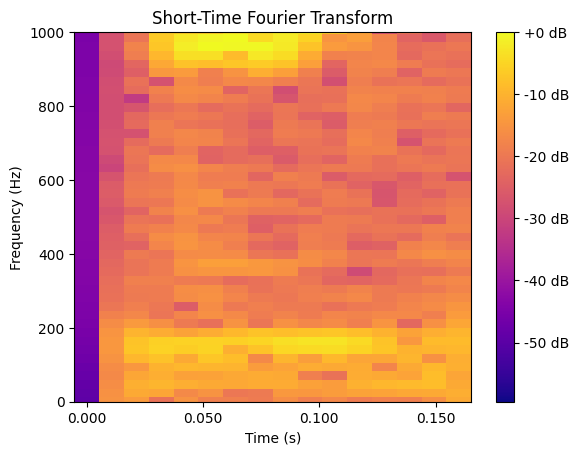 Short-Time Fourier Transform
1000
800
600
400
200
0
Frequency (Hz)
0.000
0.050
0.100
0.150
Time (s)
+0 dB
-10 dB
-20 dB
-30 dB
-40 dB
-50 dB